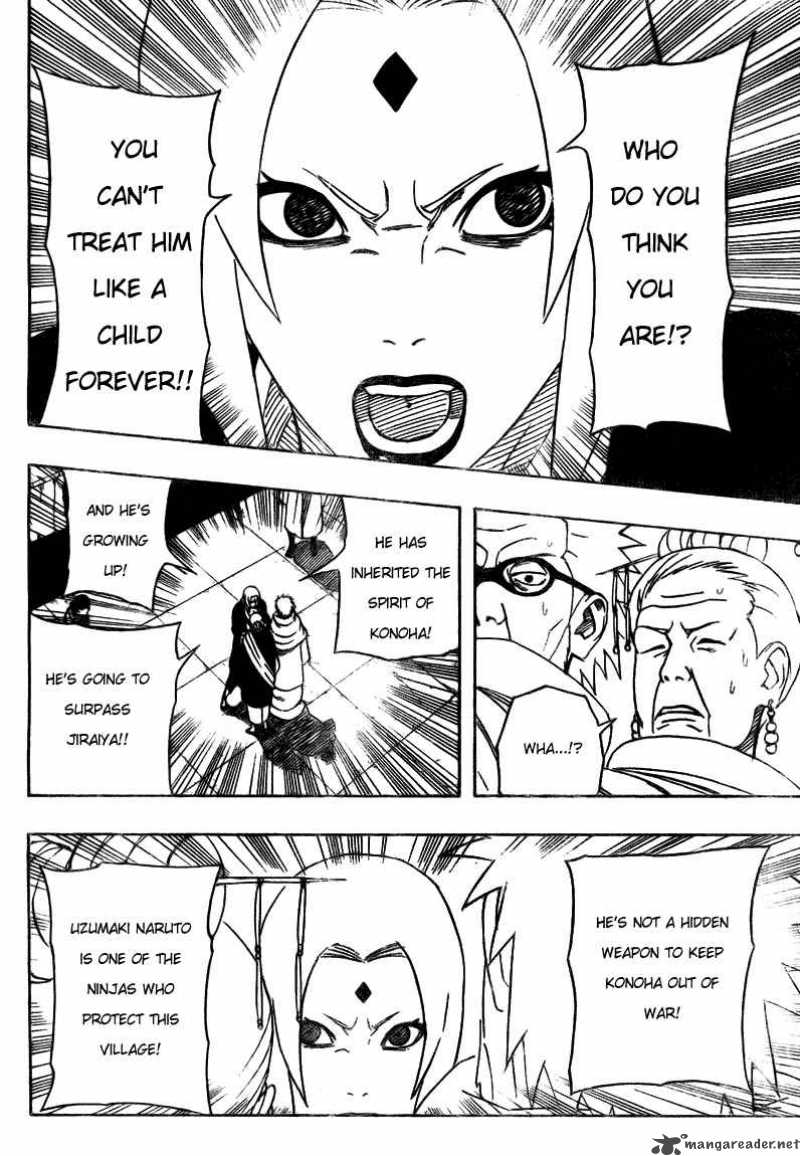 WHO
DO YOU
THINK
YOU
ARE!?
YOU
CAN'T
TREAT HIM
LIKE A
CHILD
FOREVER!!
WHA...!?
HE HAS
INHERITED THE
SPIRIT OF
KONOHA!
AND HE'S
GROWING
UP!
HE'S GOING TO
SURPASS
JIRAIYA!!
HE'S NOT A HIDDEN
WEAPON TO KEEP
KONOHA OUT OF
WAR!
UZUMAKI NARUTO
IS ONE OF THE
NINJAS WHO
PROTECT THIS
VILLAGE!
mangareader.net